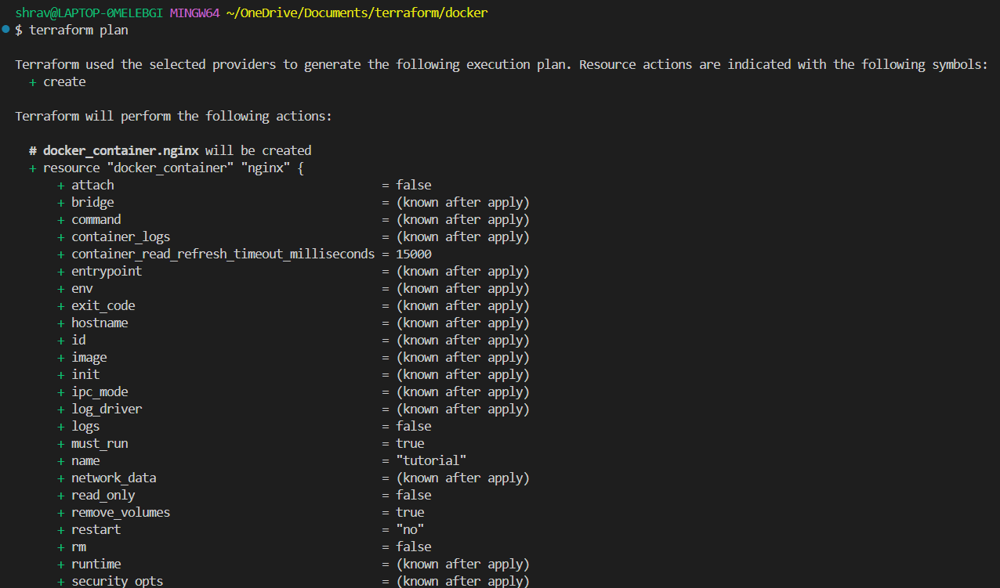 shrav@LAPTOP-0MELEBGI MINGW64 ~/OneDrive/Documents/terraform/docker
$ terraform plan
Terraform used the selected providers to generate the following execution plan. Resource actions are indicated with the following symbols:
+ create
Terraform will perform the following actions:
# docker_container.nginx will be created
+ resource "docker_container" "nginx" {
+ attach = false
+ bridge = (known after apply)
+ command = (known after apply)
+ container_logs = (known after apply)
+ container_read_refresh_timeout_milliseconds = 15000
+ entrypoint = (known after apply)
+ env = (known after apply)
+ exit_code = (known after apply)
+ hostname = (known after apply)
+ id = (known after apply)
+ image = (known after apply)
+ init = (known after apply)
+ ipc_mode = (known after apply)
+ log_driver = (known after apply)
+ logs = false
+ must_run = true
+ name = "tutorial"
+ network_data = (known after apply)
+ read_only = false
+ remove_volumes = true
+ restart = "no"
+ rm = false
+ runtime = (known after apply)
+ security_opts = (known after apply)